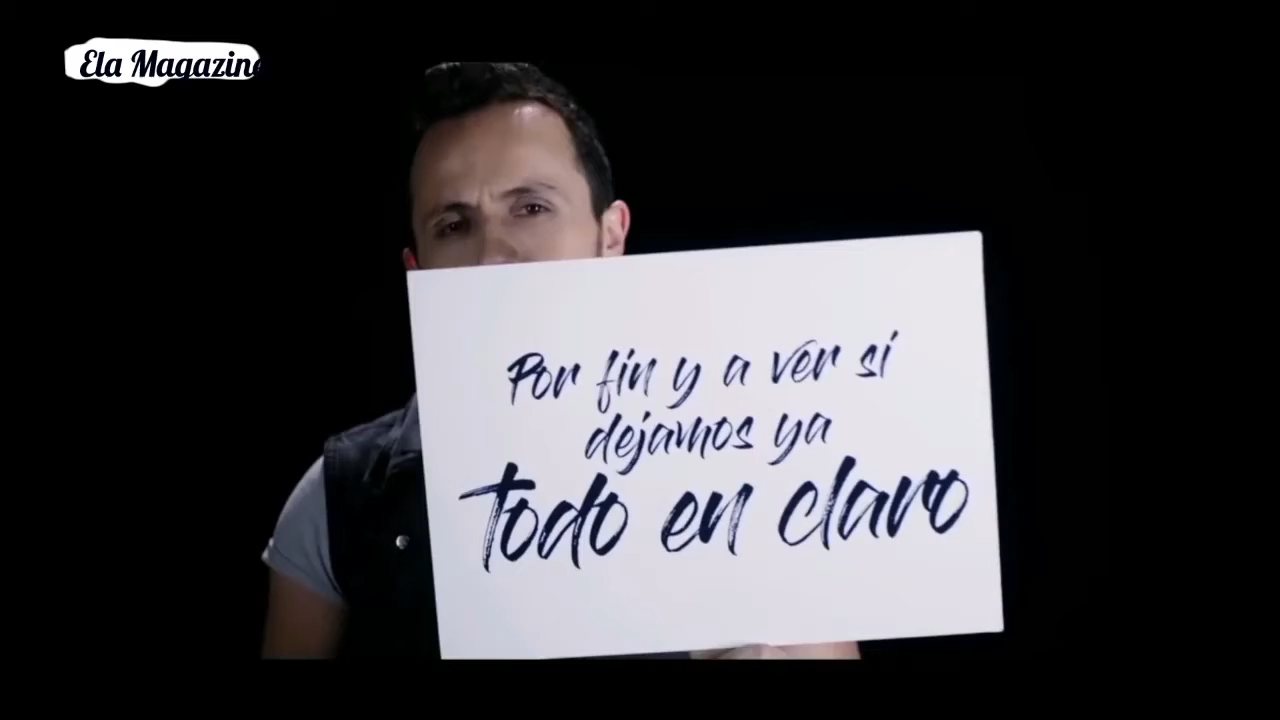 Ela Magazine
Por fin y a ver si
dejamos ya
Todo en claro